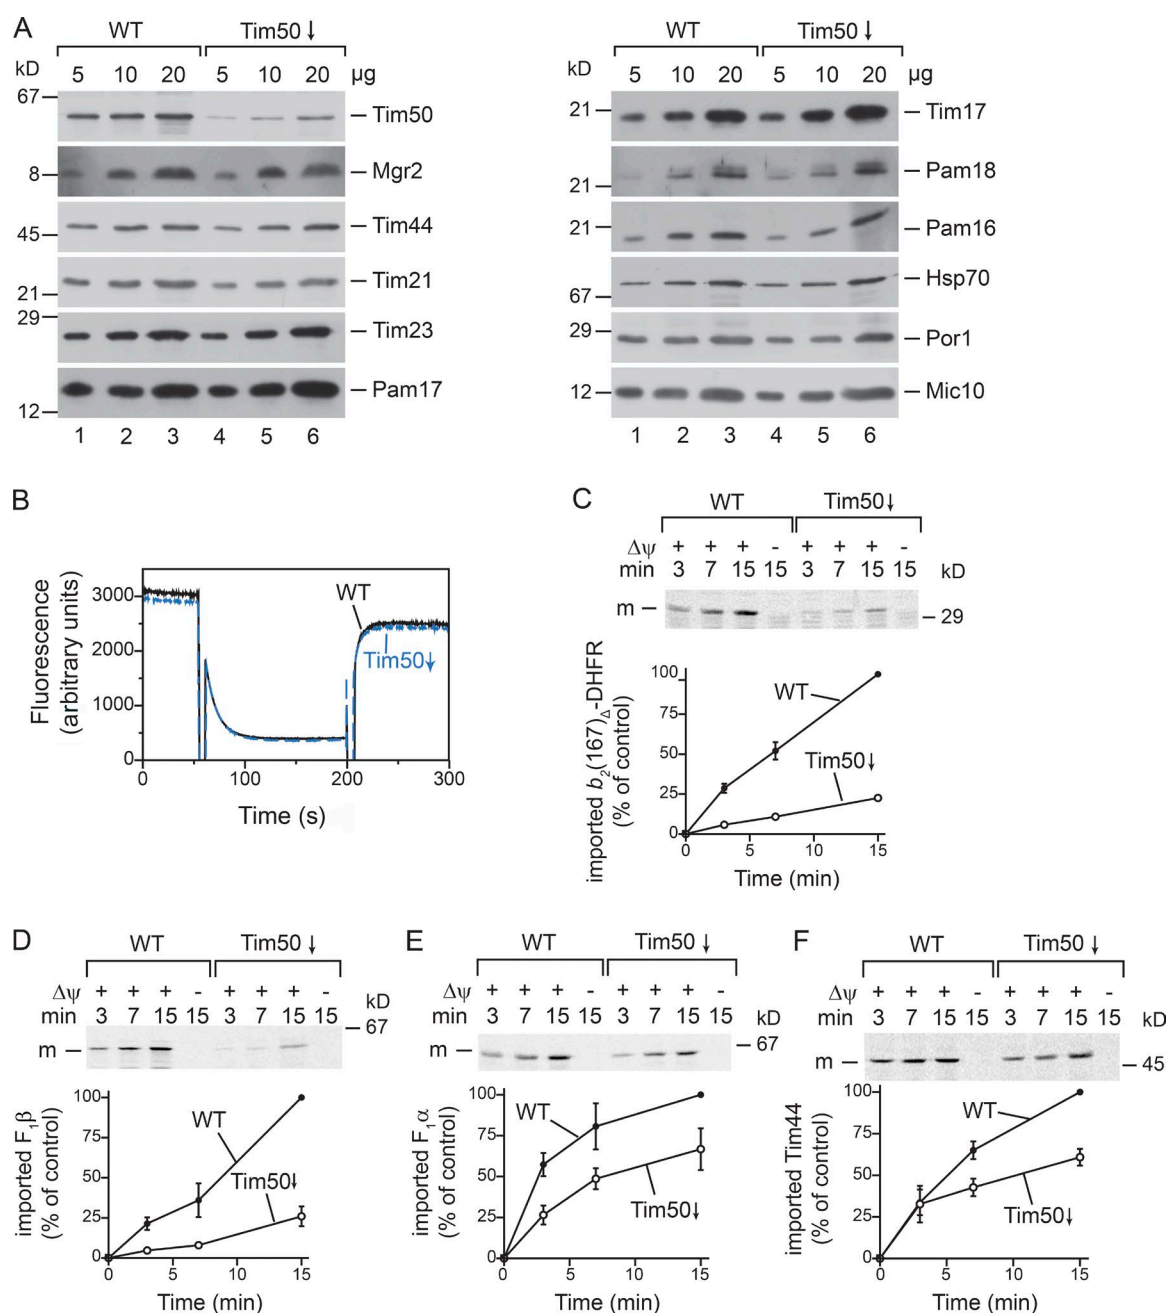 A
WT Tim50↓
kD 5 10 20 5 10 20 µg
67
Tim50
8
Mgr2
45
Tim44
21
Tim21
29
Tim23
Pam17
12
1 2 3 4 5 6
WT Tim50↓
kD 5 10 20 5 10 20 µg
21
Tim17
Pam18
21
21
Pam16
Hsp70
67
29
Por1
12
Mic10
1 2 3 4 5 6
B
Fluorescence
(arbitrary units)
3000
2000
1000
0
WT
Tim50↓
0 100 200 300
Time (s)
C
WT Tim50↓
Δψ + + + - + + + -
min 3 7 15 15 3 7 15 15 kD
m
29
imported b2(167)Δ-DHFR
(% of control)
100
75
50
25
0
WT
Tim50↓
0 5 10 15
Time (min)
D
WT Tim50↓
Δψ + + + - + + + -
min 3 7 15 15 3 7 15 15 kD
67
m
imported F1β
(% of control)
100
75
50
25
0
WT
Tim50↓
0 5 10 15
Time (min)
E
WT Tim50↓
Δψ + + + - + + + -
min 3 7 15 15 3 7 15 15 kD
67
m
imported F1α
(% of control)
100
75
50
25
0
WT
Tim50↓
0 5 10 15
Time (min)
F
WT Tim50↓
Δψ + + + - + + + -
min 3 7 15 15 3 7 15 15 kD
m
45
imported Tim44
(% of control)
100
75
50
25
0
WT
Tim50↓
0 5 10 15
Time (min)